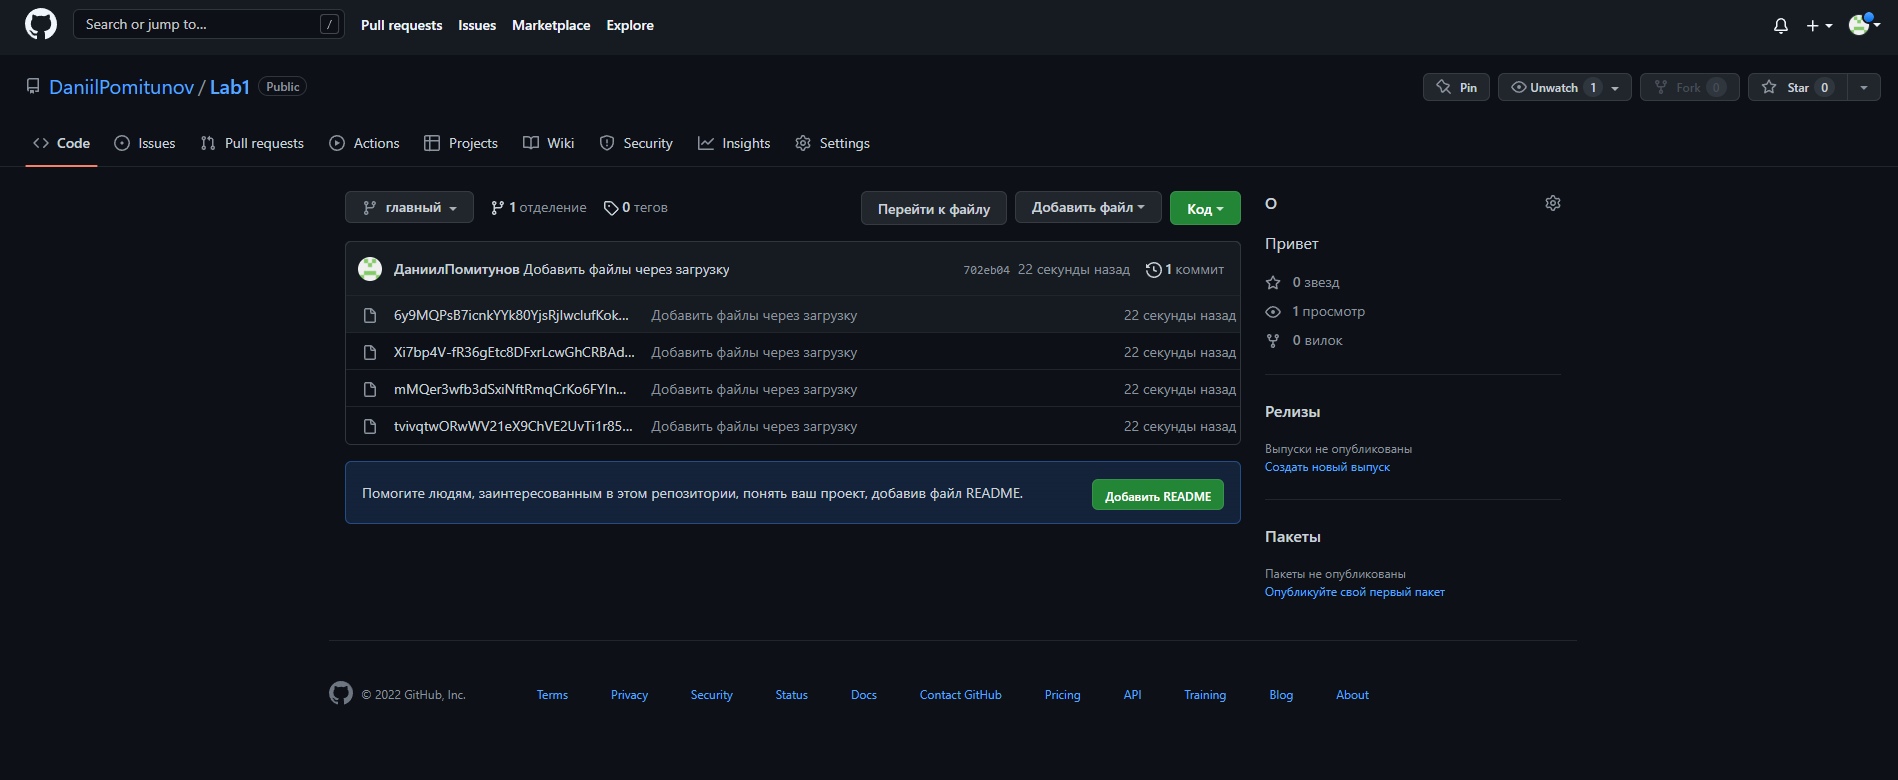 Search or jump to... /
Pull requests Issues Marketplace Explore
DaniilPomitunov / Lab1 Public
Pin Unwatch 1 Fork 0 Star 0
Code Issues Pull requests Actions Projects Wiki Security Insights Settings
главный 1 отделение 0 тегов
Перейти к файлу Добавить файл Код
ДаниилПомитунов Добавить файлы через загрузку 702eb04 22 секунды назад 1 коммит
6y9MQPsB7icnkYYk80YjsRjlwclufKok... Добавить файлы через загрузку 22 секунды назад
Xi7bp4V-fR36gEtc8DFxrLcwGhCRBAd... Добавить файлы через загрузку 22 секунды назад
mMQer3wfb3dSxiNftRmqCrKo6FYln... Добавить файлы через загрузку 22 секунды назад
tvivqtwORwWV21eX9ChVE2UvTi1r85... Добавить файлы через загрузку 22 секунды назад
Помогите людям, заинтересованным в этом репозитории, понять ваш проект, добавив файл README. Добавить README
О
Привет
0 звезд
1 просмотр
0 вилок
Релизы
Выпуски не опубликованы
Создать новый выпуск
Пакеты
Пакеты не опубликованы
Опубликуйте свой первый пакет
© 2022 GitHub, Inc. Terms Privacy Security Status Docs Contact GitHub Pricing API Training Blog About